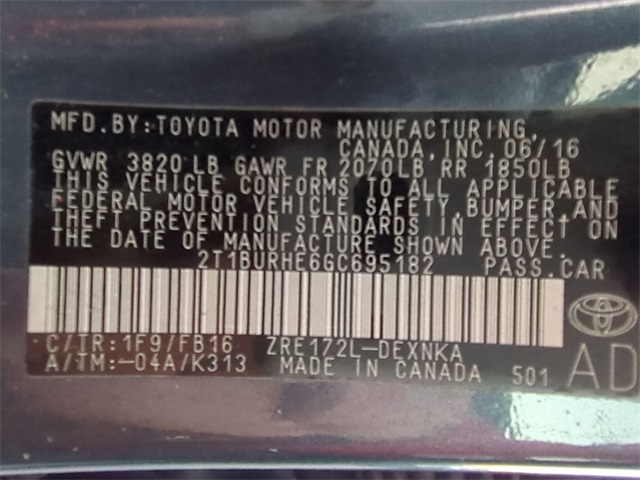 MFD. BY: TOYOTA MOTOR MANUFACTURING,
CANADA, INC. 06/16
GVWR 3820 LB GAWR FR 2070LB RR 1850LB
THIS VEHICLE CONFORMS TO ALL APPLICABLE
FEDERAL MOTOR VEHICLE SAFETY, BUMPER, AND
THEFT PREVENTION STANDARDS IN EFFECT ON
THE DATE OF MANUFACTURE SHOWN ABOVE.
2T1BURHE6GC695182 PASS.CAR
C/TR:1F9/FB16 ZRE172L-DEXNKA
A/TM:-04A/K313 MADE IN CANADA 501 AD